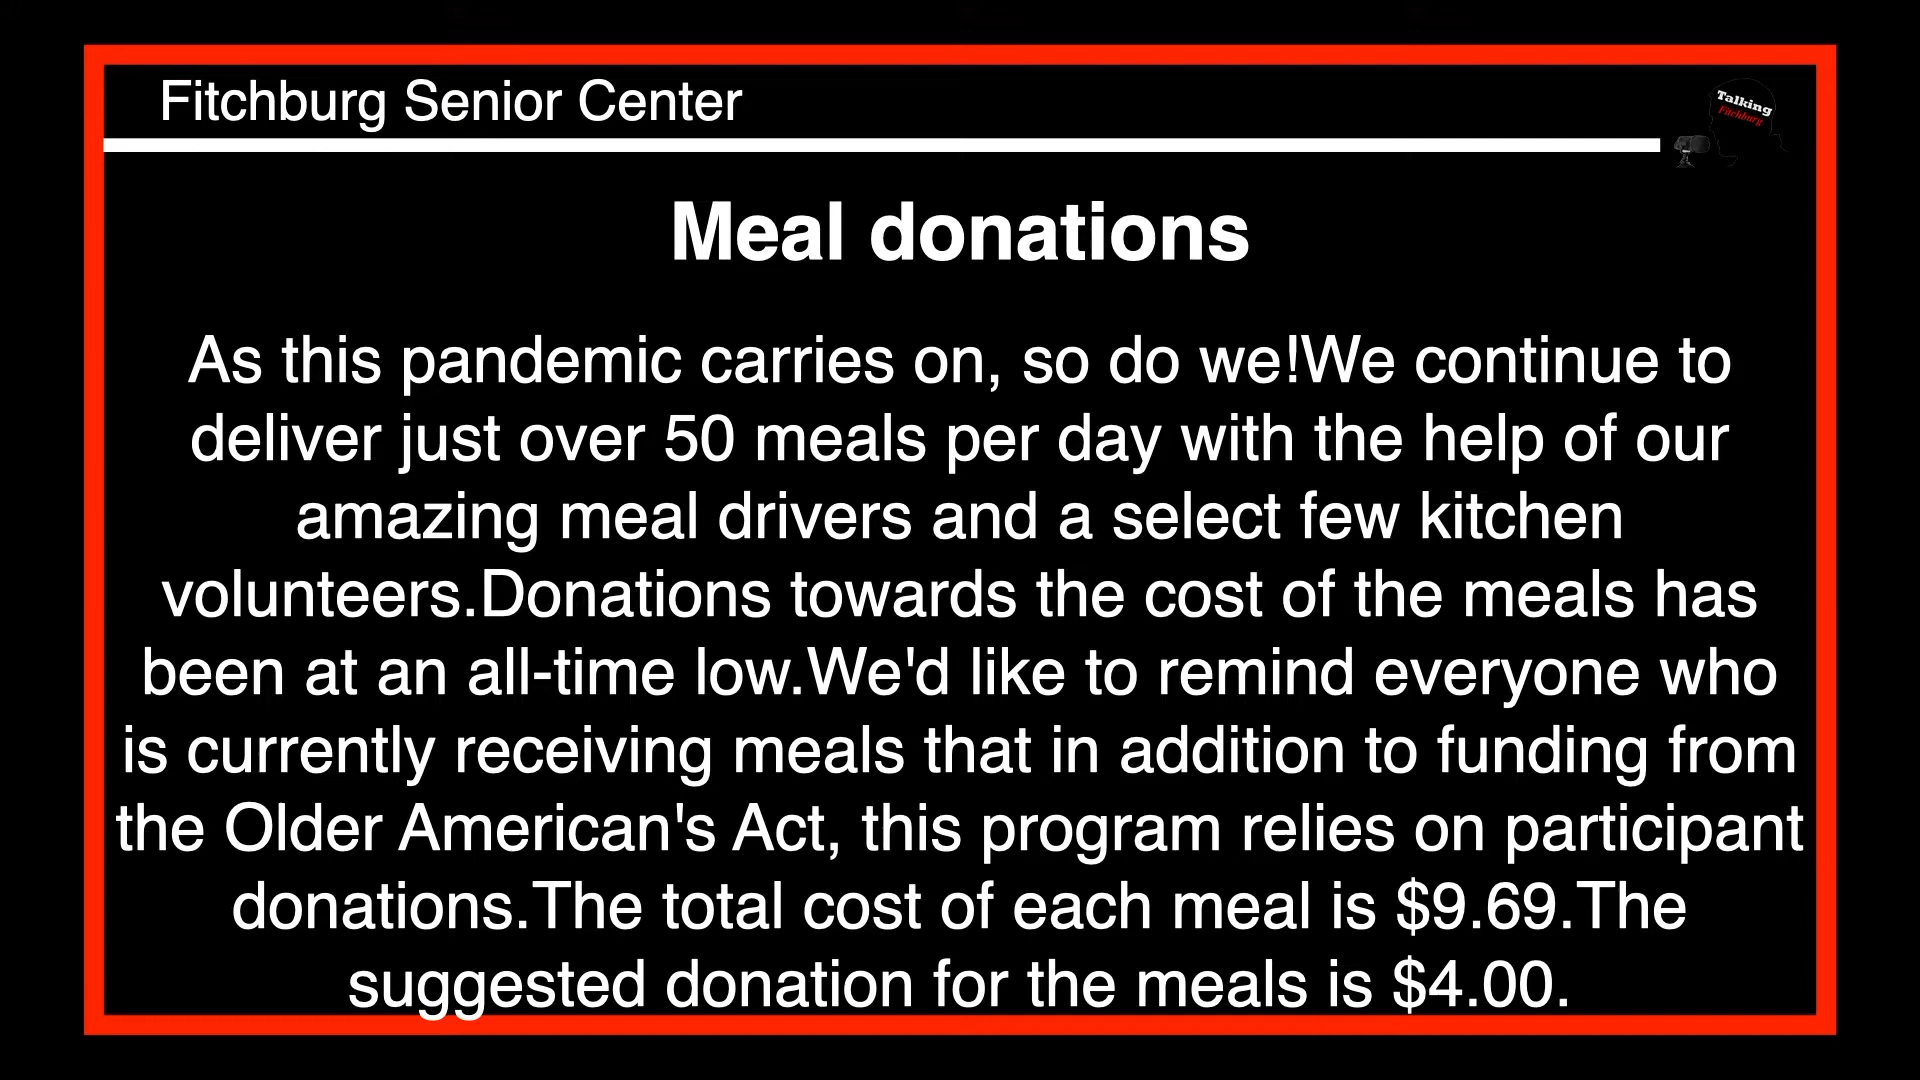 Fitchburg Senior Center
Talking
Fitchburg
Meal donations
As this pandemic carries on, so do we!We continue to
deliver just over 50 meals per day with the help of our
amazing meal drivers and a select few kitchen
volunteers.Donations towards the cost of the meals has
been at an all-time low.We'd like to remind everyone who
is currently receiving meals that in addition to funding from
the Older American's Act, this program relies on participant
donations.The total cost of each meal is $9.69.The
suggested donation for the meals is $4.00.